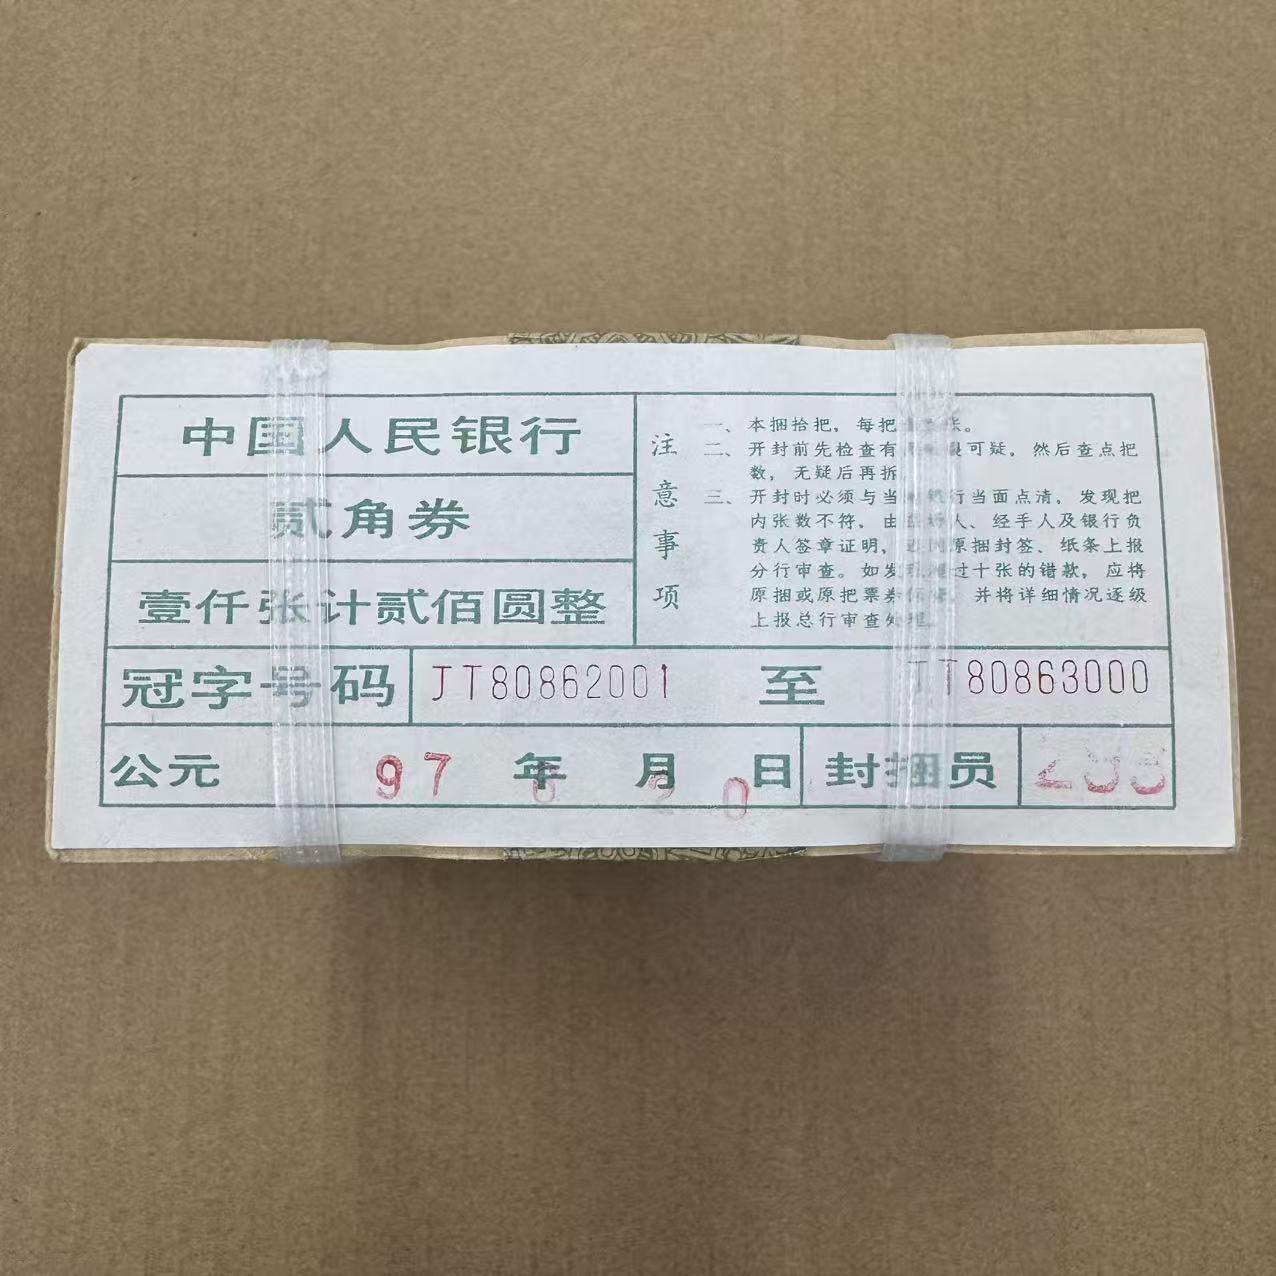 中国人民银行
贰角券
壹仟张计贰佰圆整
注意事项
一、本捆拾把，每把
二、开封前先检查有 可疑，然后查点把
数，无疑后再拆
三、开封时必须与当 银行当面点清，发现把
内张数不符，由 人、经手人及银行负
责人签章证明， 原捆封签、纸条上报
分行审查。如发 过十张的错款，应将
原捆或原把票券 并将详细情况逐级
上报总行审查处理。
冠字号码 JT80862001 至 JT80863000
公元 97 年 月 日 封捆员